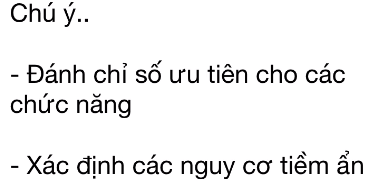 Chú ý..
- Đánh chỉ số ưu tiên cho các
chức năng
- Xác định các nguy cơ tiềm ẩn